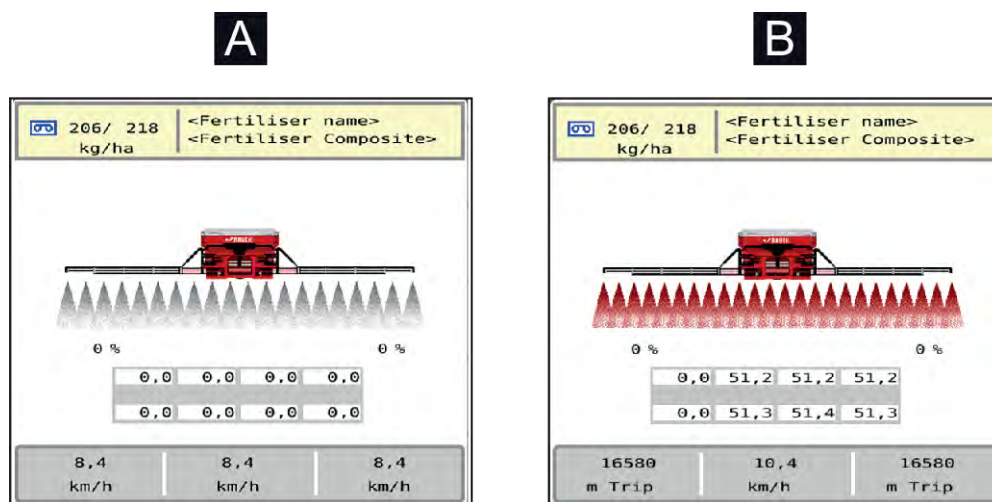 A
206/ 218
kg/ha
<Fertiliser name>
<Fertiliser Composite>
0 %
0 %
0,0 0,0 0,0 0,0
0,0 0,0 0,0 0,0
8,4 8,4 8,4
km/h km/h km/h
B
206/ 218
kg/ha
<Fertiliser name>
<Fertiliser Composite>
0 %
0 %
0,0 51,2 51,2 51,2
0,0 51,3 51,4 51,3
16580 10,4 16580
m Trip km/h m Trip